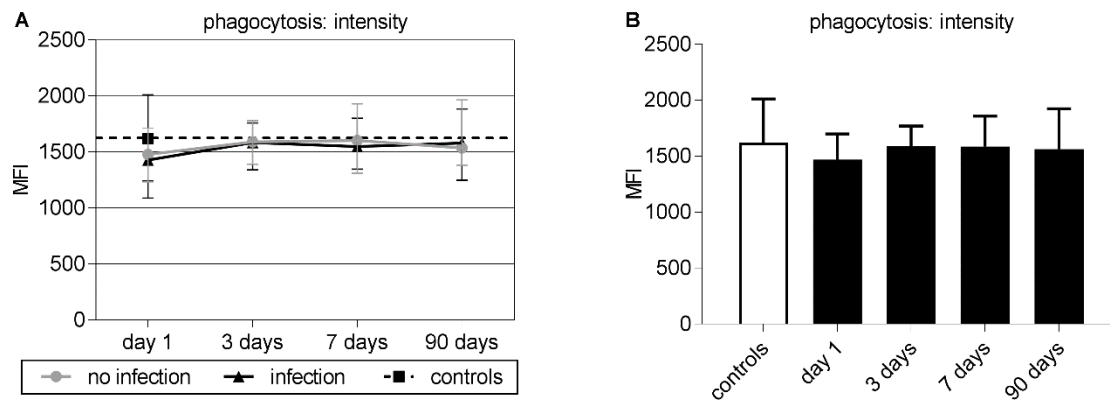 A
phagocytosis: intensity
2500
2000
1500
1000
500
0
MFI
day 1
3 days
7 days
90 days
no infection
infection
controls
B
phagocytosis: intensity
2500
2000
1500
1000
500
0
MFI
controls
day 1
3 days
7 days
90 days